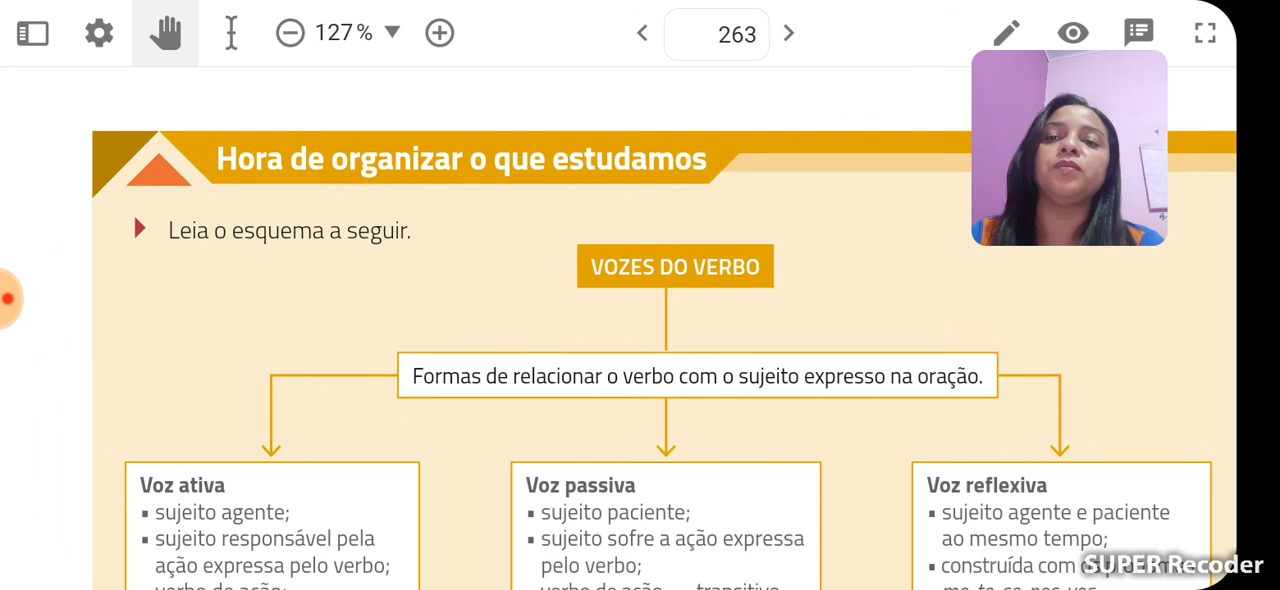 127%
263
Hora de organizar o que estudamos
Leia o esquema a seguir.
VOZES DO VERBO
Formas de relacionar o verbo com o sujeito expresso na oração.
Voz ativa
▪ sujeito agente;
▪ sujeito responsável pela
ação expressa pelo verbo;
Voz passiva
▪ sujeito paciente;
▪ sujeito sofre a ação expressa
pelo verbo;
Voz reflexiva
▪ sujeito agente e paciente
ao mesmo tempo;
▪ construída com
SUPER Recoder